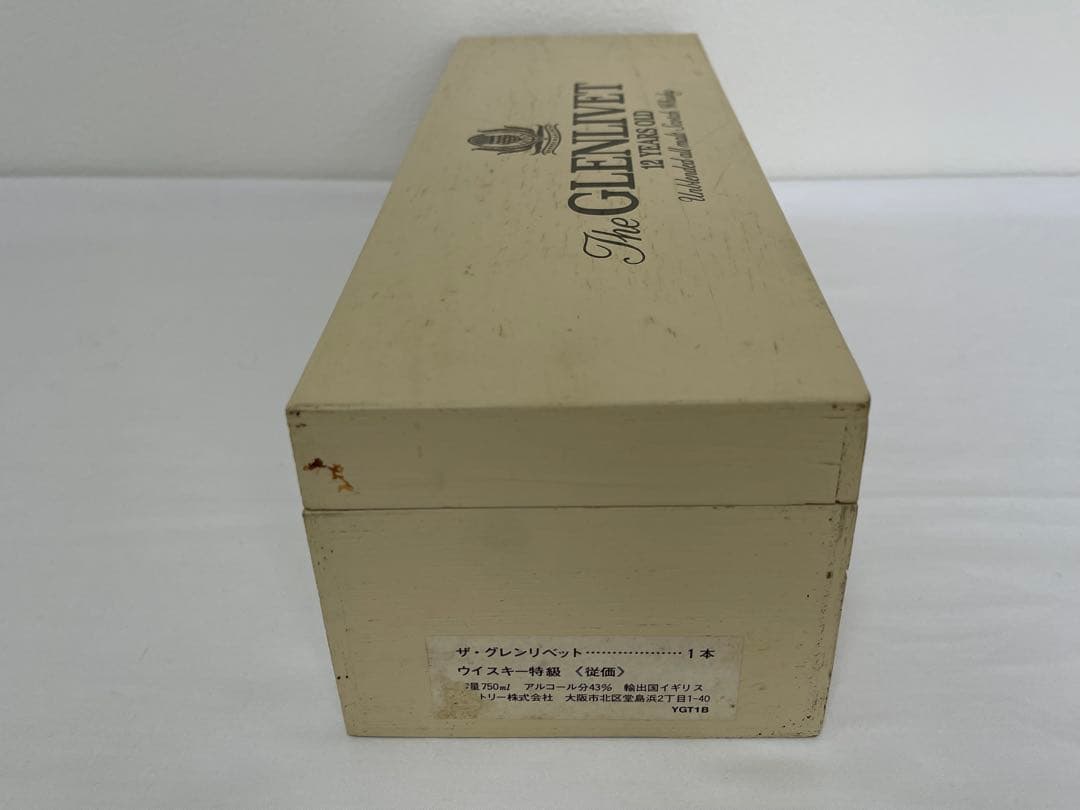 The GLENLIVET
12 YEARS OLD
Unblended all malt Scotch Whisky
ザ・グレンリベット………………1本
ウイスキー特級 《従価》
量750ml アルコール分43% 輸出国イギリス
トリー株式会社 大阪市北区堂島浜2丁目1-40
YGT1B